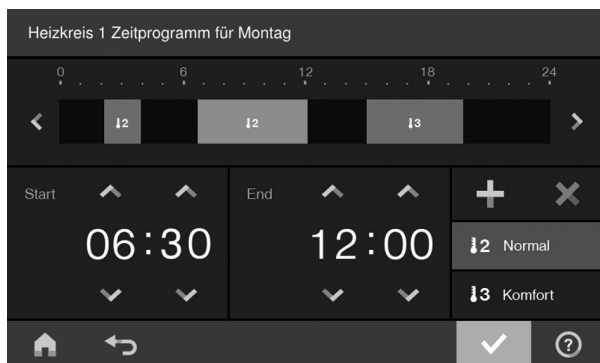 Heizkreis 1 Zeitprogramm für Montag
0 6 12 18 24
2 2 3
Start 06:30 End 12:00
2 Normal
3 Komfort
?